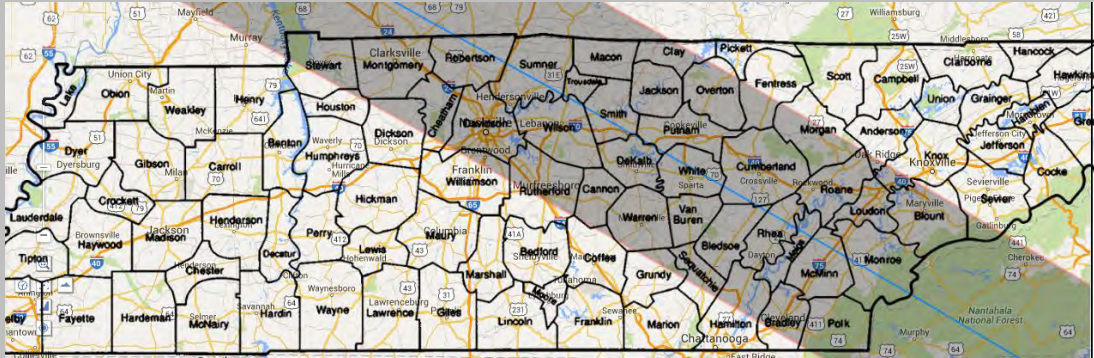 Mayfield
Murray
Williamsburg
Middlesboro
Union City
Lake
Obion
Martin
Weakley
Henry
Stewart
Clarksville
Montgomery
Robertson
Sumner
Macon
Clay
Pickett
Scott
Campbell
Claiborne
Hancock
Hawkins
Trousdale
Hendersonville
Jackson
Overton
Fentress
Union
Grainger
Hamblen
Houston
Cheatham
Davidson
Nashville
Lebanon
Wilson
Smith
Putnam
Cookeville
Morgan
Anderson
Oak Ridge
Jefferson City
Jefferson
Dyer
Dyersburg
Gibson
Milan
McKenzie
Carroll
Benton
Waverly
Humphreys
Dickson
Dickson
Brentwood
Franklin
Williamson
Murfreesboro
Rutherford
DeKalb
Cannon
White
Sparta
Cumberland
Crossville
Rockwood
Roane
Knox
Knoxville
Sevierville
Sevier
Cocke
Lauderdale
Crockett
Haywood
Brownsville
Jackson
Madison
Henderson
Lexington
Decatur
Perry
Hickman
Lewis
Hohenwald
Columbia
Maury
Bedford
Shelbyville
Coffee
Warren
Van
Buren
Bledsoe
Rhea
Dayton
Meigs
Loudon
Maryville
Blount
Gatlinburg
Cherokee
Tipton
Chester
Henderson
Marshall
Moore
Tullahoma
Grundy
Sequatchie
McMinn
Monroe
Fayette
Hardeman
McNairy
Selmer
Savannah
Hardin
Waynesboro
Wayne
Lawrenceburg
Lawrence
Giles
Lincoln
Franklin
Sewanee
Marion
Hamilton
Chattanooga
East Ridge
Bradley
Cleveland
Polk
Murphy
Nantahala
National Forest